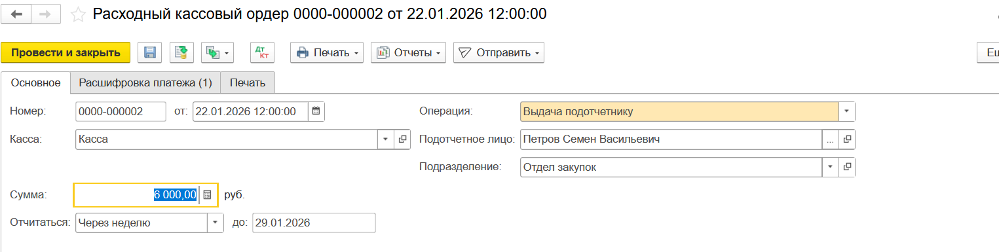 Расходный кассовый ордер 0000-000002 от 22.01.2026 12:00:00
Провести и закрыть Дт Кт Печать Отчеты Отправить Ещ
Основное Расшифровка платежа (1) Печать
Номер: 0000-000002 от: 22.01.2026 12:00:00 Операция: Выдача подотчетнику
Касса: Касса Подотчетное лицо: Петров Семен Васильевич ...
Подразделение: Отдел закупок
Сумма: 6 000,00 руб.
Отчитаться: Через неделю до: 29.01.2026